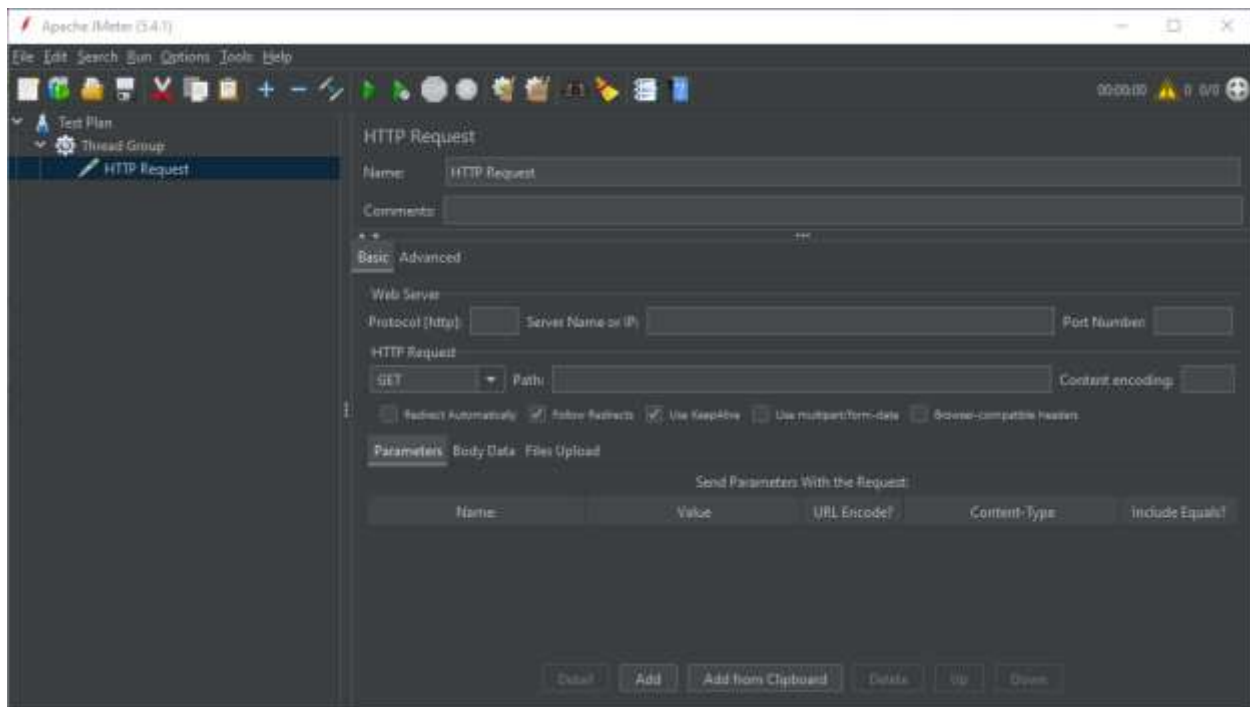 Apache JMeter (5.4.1)
File Edit Search Run Options Tools Help
00:00:00 0 0/0
Test Plan
Thread Group
HTTP Request
HTTP Request
Name: HTTP Request
Comments:
Basic Advanced
Web Server
Protocol [http]: Server Name or IP: Port Number:
HTTP Request
GET Path: Content encoding:
Redirect Automatically Follow Redirects Use KeepAlive Use multipart/form-data Browser-compatible headers
Parameters Body Data Files Upload
Send Parameters With the Request:
Name: Value URL Encode? Content-Type Include Equals?
Detail Add Add from Clipboard Delete Up Down